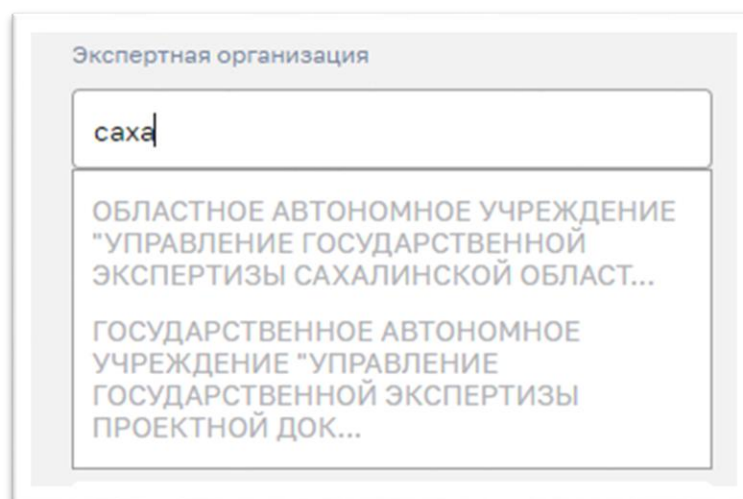 Экспертная организация
саха
ОБЛАСТНОЕ АВТОНОМНОЕ УЧРЕЖДЕНИЕ
"УПРАВЛЕНИЕ ГОСУДАРСТВЕННОЙ
ЭКСПЕРТИЗЫ САХАЛИНСКОЙ ОБЛАСТ...
ГОСУДАРСТВЕННОЕ АВТОНОМНОЕ
УЧРЕЖДЕНИЕ "УПРАВЛЕНИЕ
ГОСУДАРСТВЕННОЙ ЭКСПЕРТИЗЫ
ПРОЕКТНОЙ ДОК...